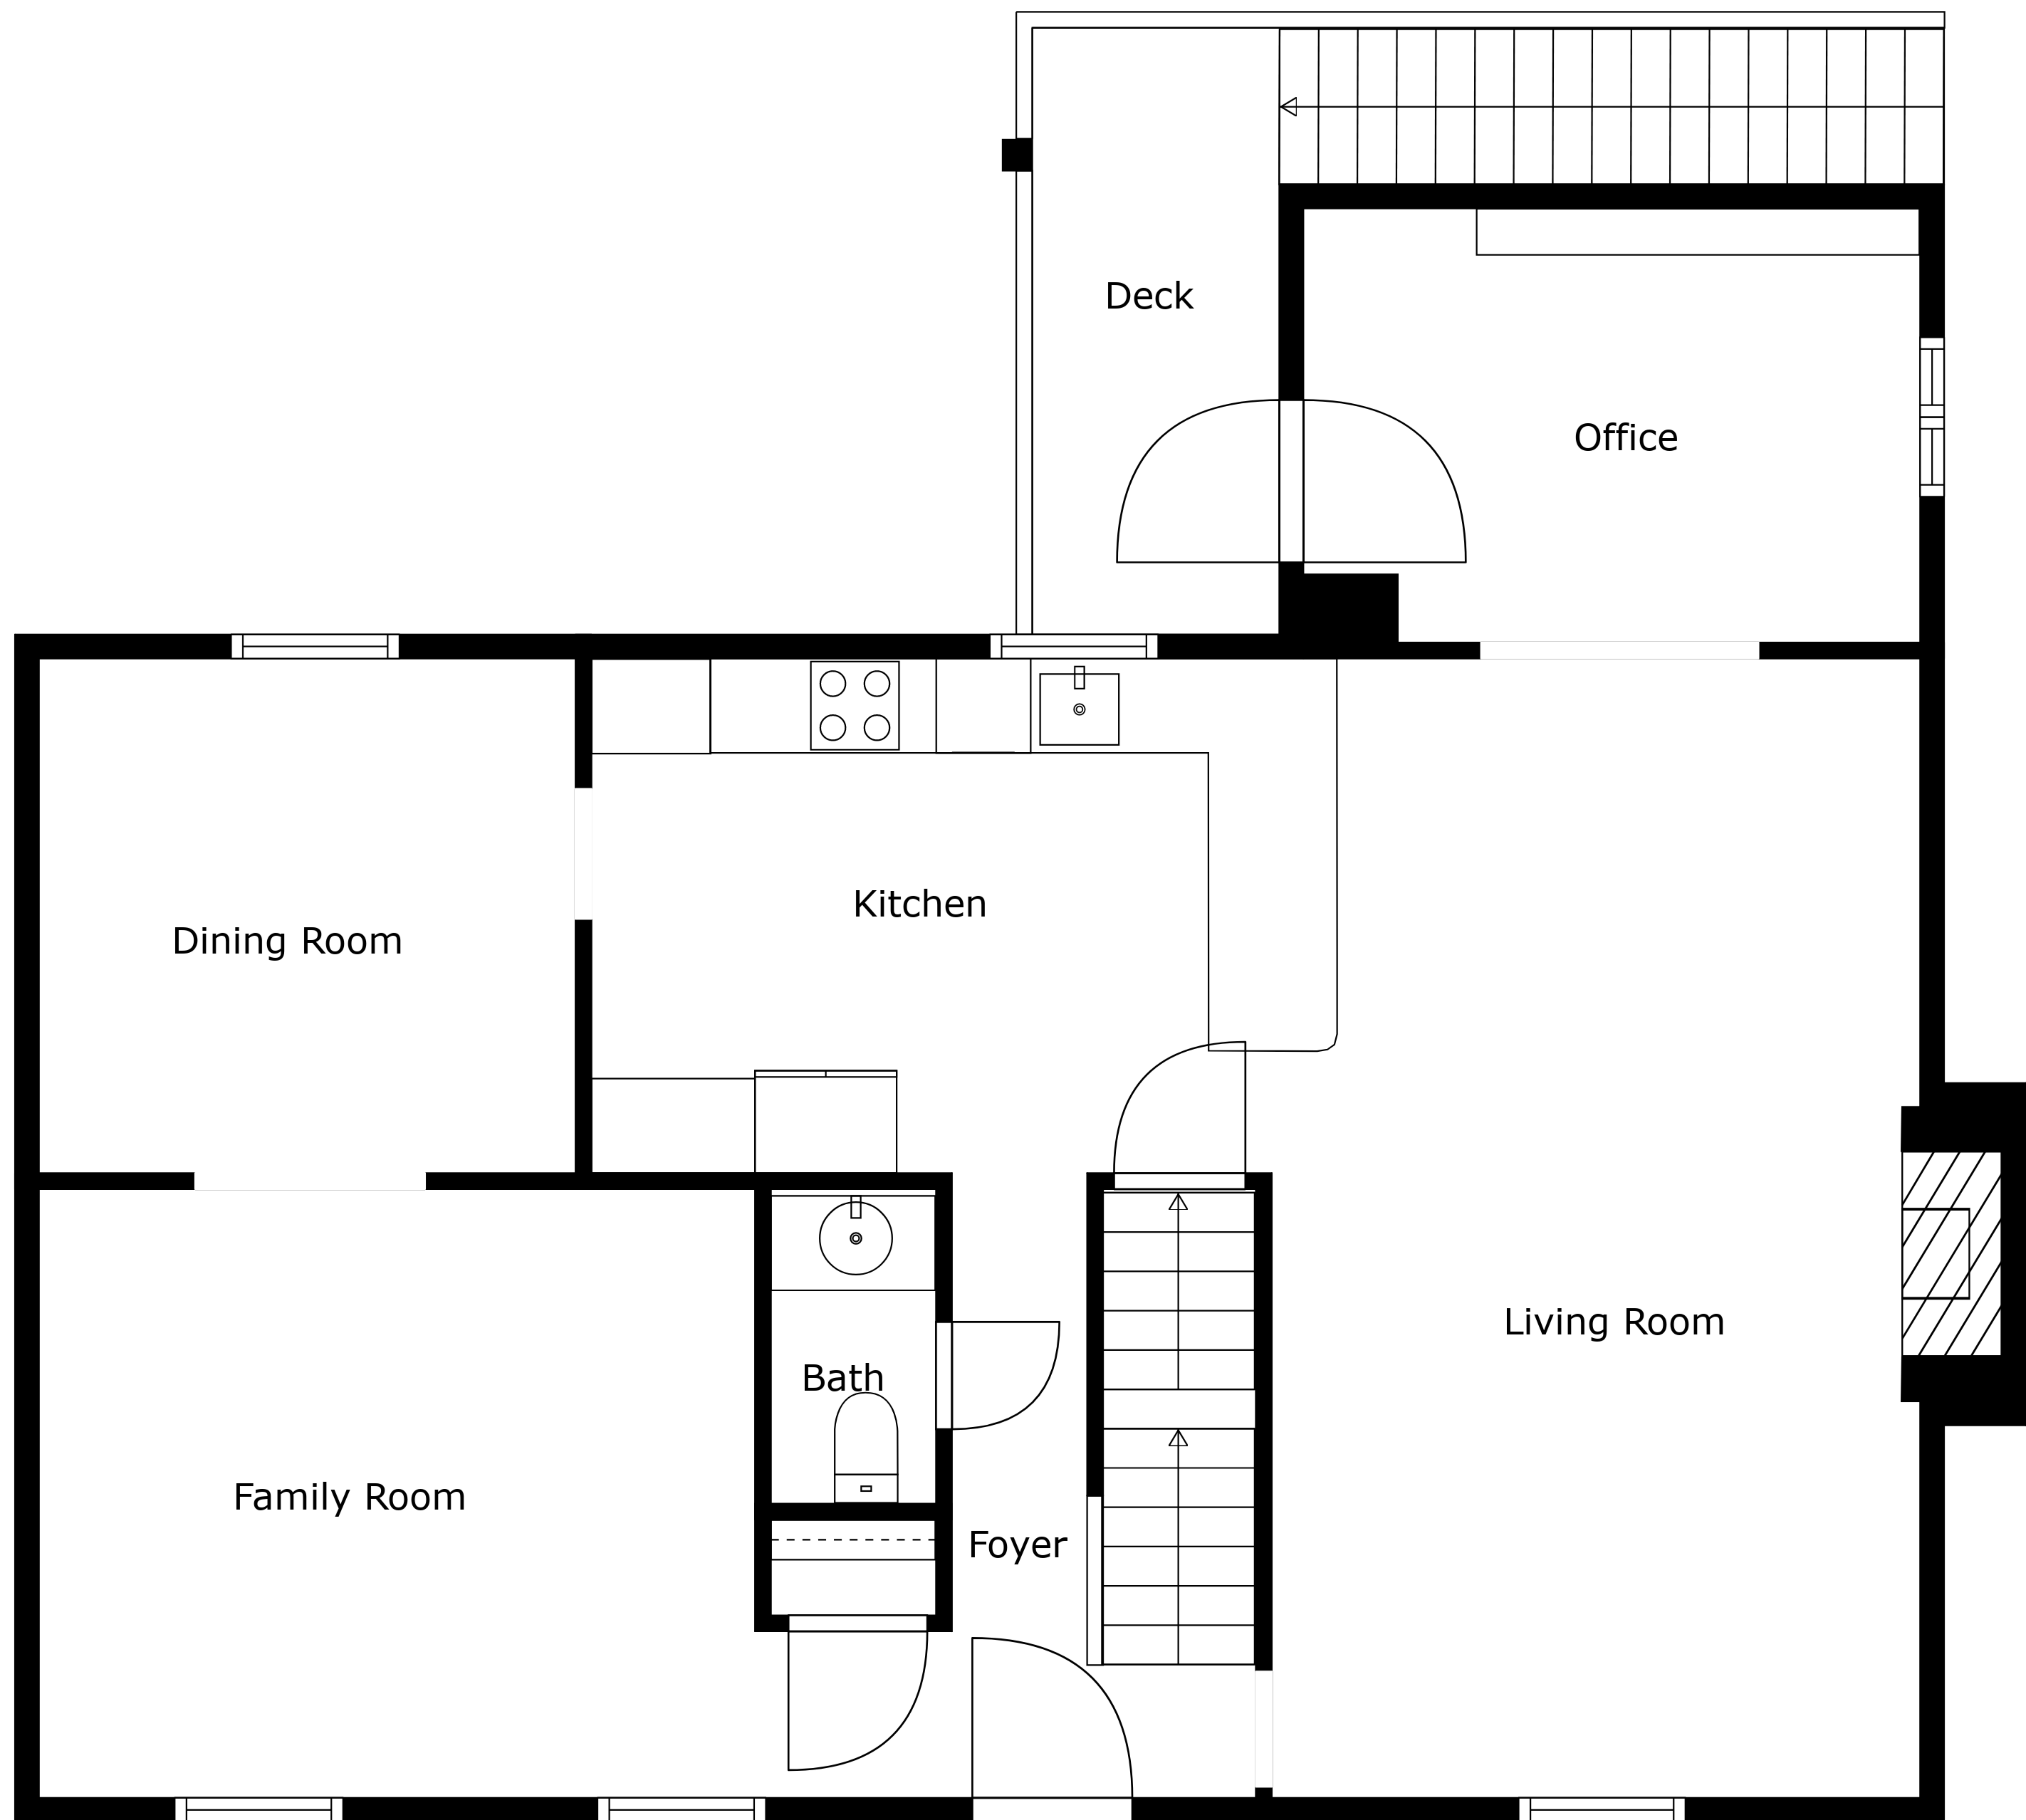 Deck
Office
Kitchen
Dining Room
Living Room
Bath
Family Room
Foyer